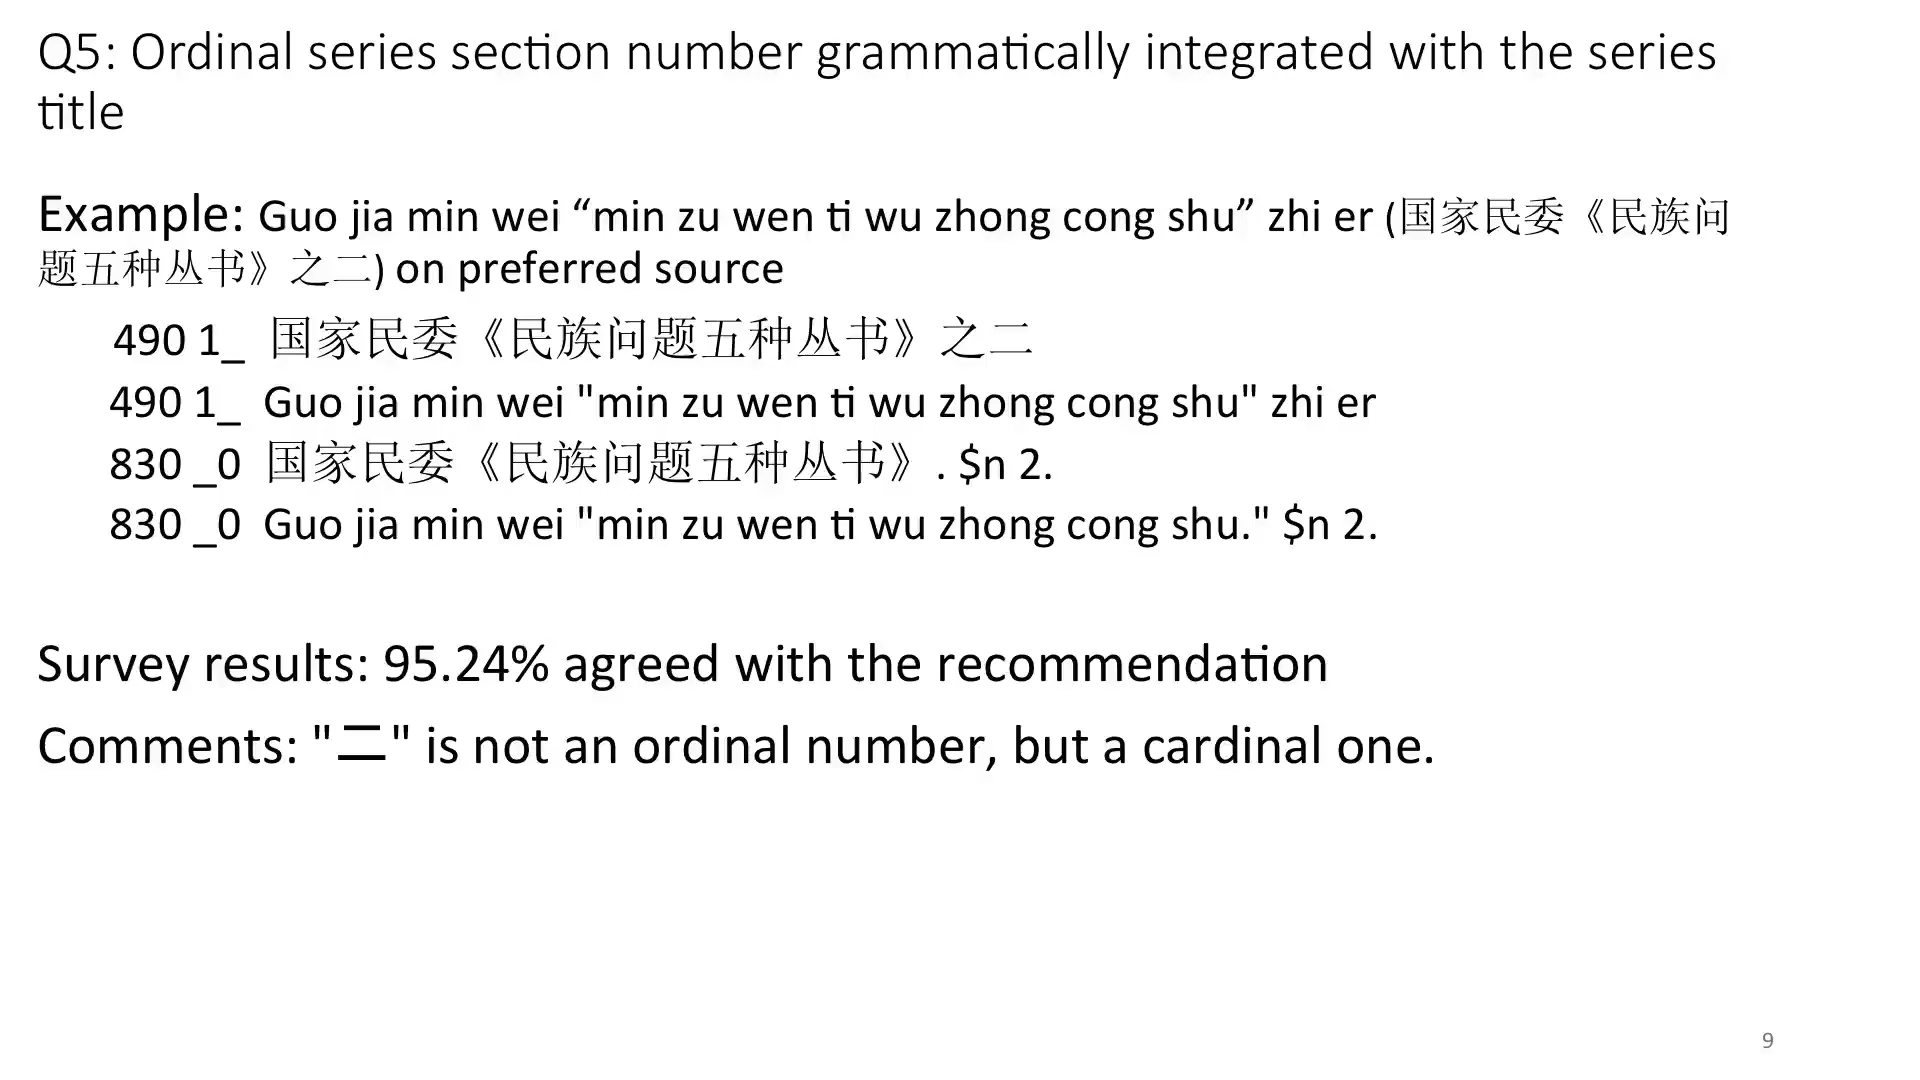 Q5: Ordinal series section number grammatically integrated with the series
title
Example: Guo jia min wei “min zu wen ti wu zhong cong shu” zhi er (国家民委《民族问
题五种丛书》之二) on preferred source
490 1_ 国家民委《民族问题五种丛书》之二
490 1_ Guo jia min wei "min zu wen ti wu zhong cong shu" zhi er
830 _0 国家民委《民族问题五种丛书》. $n 2.
830 _0 Guo jia min wei "min zu wen ti wu zhong cong shu." $n 2.
Survey results: 95.24% agreed with the recommendation
Comments: "二" is not an ordinal number, but a cardinal one.
9